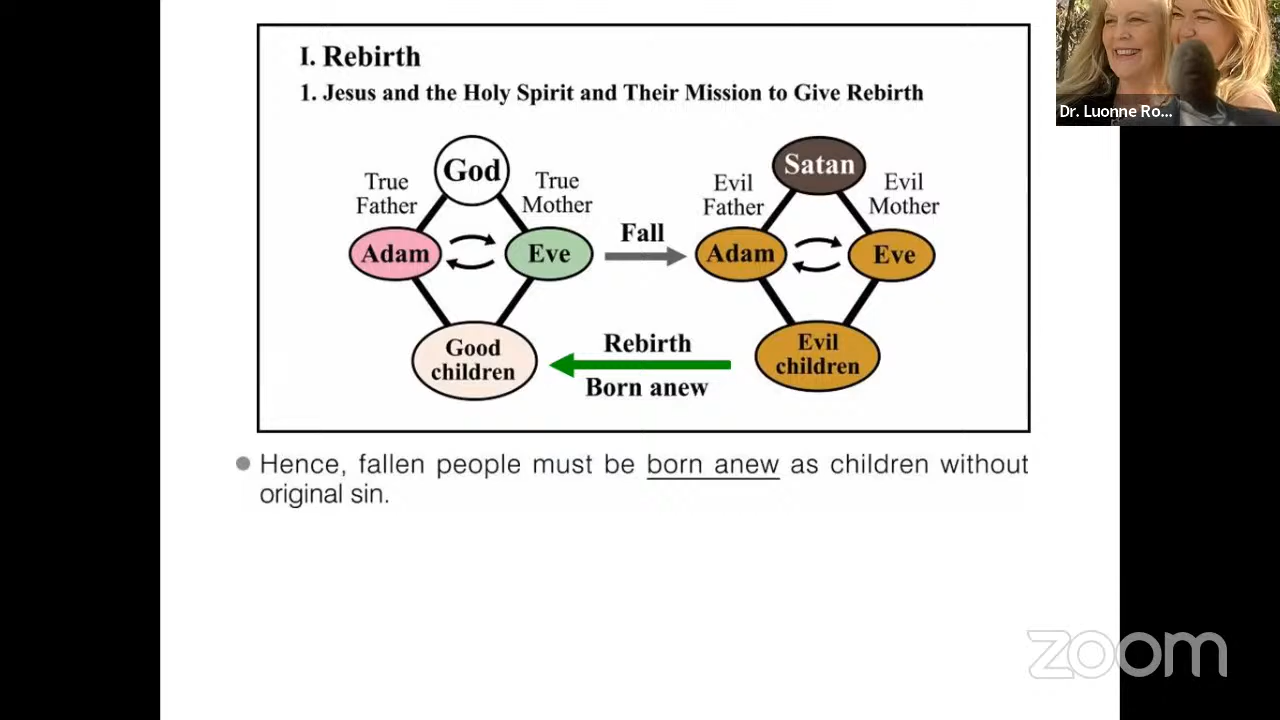 I. Rebirth
1. Jesus and the Holy Spirit and Their Mission to Give Rebirth
God
True
Father
True
Mother
Adam
Eve
Good
children
Fall
Rebirth
Born anew
Satan
Evil
Father
Evil
Mother
Adam
Eve
Evil
children
Hence, fallen people must be born anew as children without
original sin.
Dr. Luonne Ro...
zoom